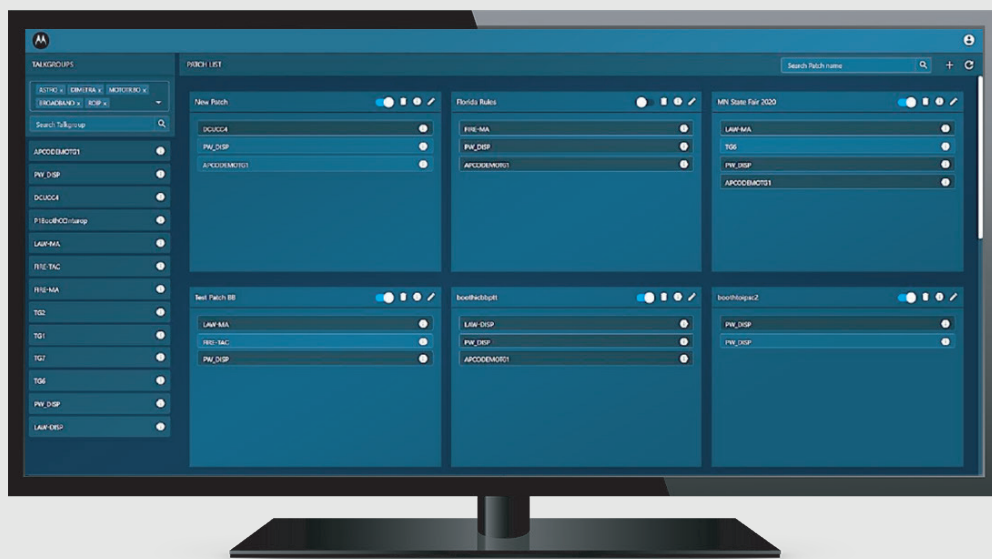 TALKGROUPS
PATCH LIST
Search Patch name
ASTRO x DIMETRA x MOTOTRBO x
BROADBAND x ROIP x
Search Talkgroup
APCODEMOTG1
PW_DISP
DCUCC4
P1BoothCCInterop
LAW-MA
FIRE-TAC
FIRE-MA
TG2
TG1
TG7
TG6
PW_DISP
LAW-DISP
New Patch
DCUCC4
PW_DISP
APCODEMOTG1
Florida Rules
FIRE-MA
PW_DISP
APCODEMOTG1
MN State Fair 2020
LAW-MA
TG6
PW_DISP
APCODEMOTG1
Test Patch BB
LAW-MA
FIRE-TAC
PW_DISP
LAW-DISP
PW_DISP
APCODEMOTG1
PW_DISP
PW_DISP